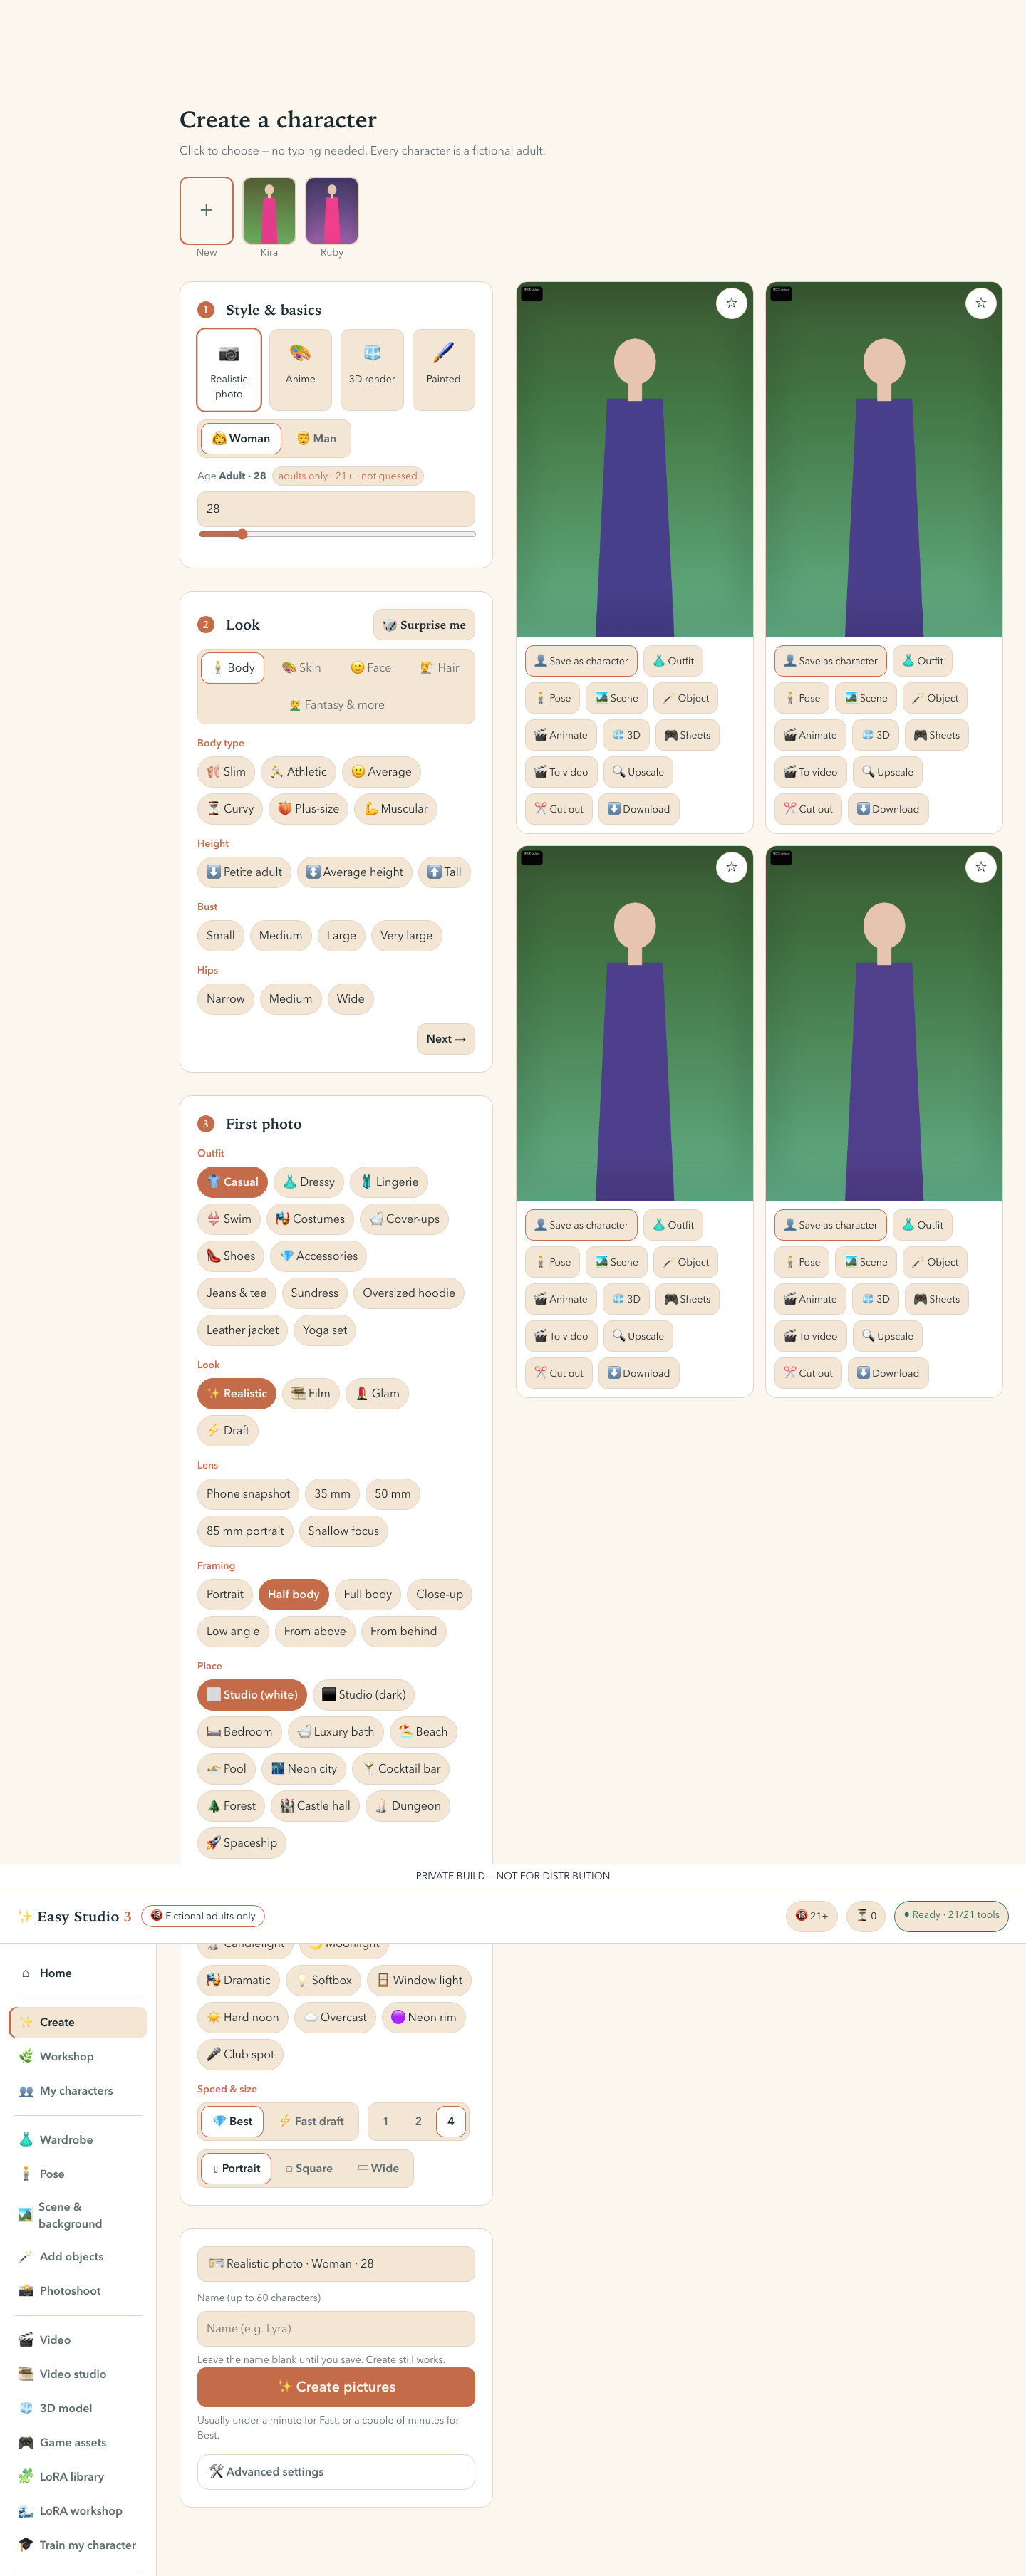 Create a character
Click to choose – no typing needed. Every character is a fictional adult.
+
New
Kira
Ruby
1 Style & basics
Realistic photo
Anime
3D render
Painted
Woman
Man
Age Adult · 28 adults only · 21+ · not guessed
28
2 Look
Surprise me
Body
Skin
Face
Hair
Fantasy & more
Body type
Slim
Athletic
Average
Curvy
Plus-size
Muscular
Height
Petite adult
Average height
Tall
Bust
Small
Medium
Large
Very large
Hips
Narrow
Medium
Wide
Next →
3 First photo
Outfit
Casual
Dressy
Lingerie
Swim
Costumes
Cover-ups
Shoes
Accessories
Jeans & tee
Sundress
Oversized hoodie
Leather jacket
Yoga set
Look
Realistic
Film
Glam
Draft
Lens
Phone snapshot
35 mm
50 mm
85 mm portrait
Shallow focus
Framing
Portrait
Half body
Full body
Close-up
Low angle
From above
From behind
Place
Studio (white)
Studio (dark)
Bedroom
Luxury bath
Beach
Pool
Neon city
Cocktail bar
Forest
Castle hall
Dungeon
Spaceship
Save as character
Outfit
Pose
Scene
Object
Animate
3D
Sheets
To video
Upscale
Cut out
Download
Save as character
Outfit
Pose
Scene
Object
Animate
3D
Sheets
To video
Upscale
Cut out
Download
Save as character
Outfit
Pose
Scene
Object
Animate
3D
Sheets
To video
Upscale
Cut out
Download
Save as character
Outfit
Pose
Scene
Object
Animate
3D
Sheets
To video
Upscale
Cut out
Download
PRIVATE BUILD – NOT FOR DISTRIBUTION
Easy Studio 3
Fictional adults only
21+
0
Ready · 21/21 tools
Home
Create
Workshop
My characters
Wardrobe
Pose
Scene & background
Add objects
Photoshoot
Video
Video studio
3D model
Game assets
LoRA library
LoRA workshop
Train my character
Candlelight
Moonlight
Dramatic
Softbox
Window light
Hard noon
Overcast
Neon rim
Club spot
Speed & size
Best
Fast draft
1
2
4
Portrait
Square
Wide
Realistic photo · Woman · 28
Name (up to 60 characters)
Name (e.g. Lyra)
Leave the name blank until you save. Create still works.
Create pictures
Usually under a minute for Fast, or a couple of minutes for
Best.
Advanced settings